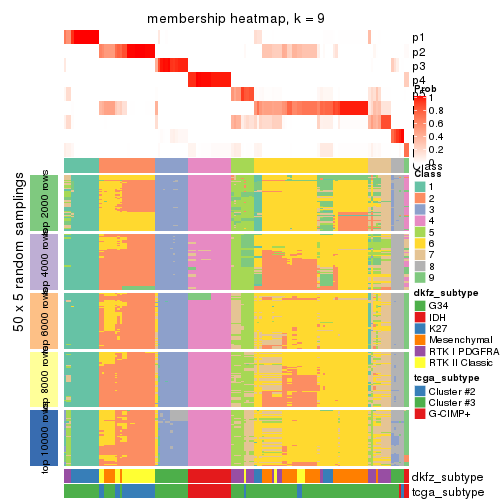 membership heatmap, k = 9
p1
p2
p3
p4
Prob
1
0.8
0.6
0.4
0.2
0
Class
Class
1
2
3
4
5
6
7
8
9
50 x 5 random samplings
top 2000 rows
top 4000 rows
top 6000 rows
top 8000 rows
top 10000 rows
dkfz_subtype
G34
IDH
K27
Mesenchymal
RTK I PDGFRA
RTK II Classic
tcga_subtype
Cluster #2
Cluster #3
G-CIMP+
dkfz_subtype
tcga_subtype